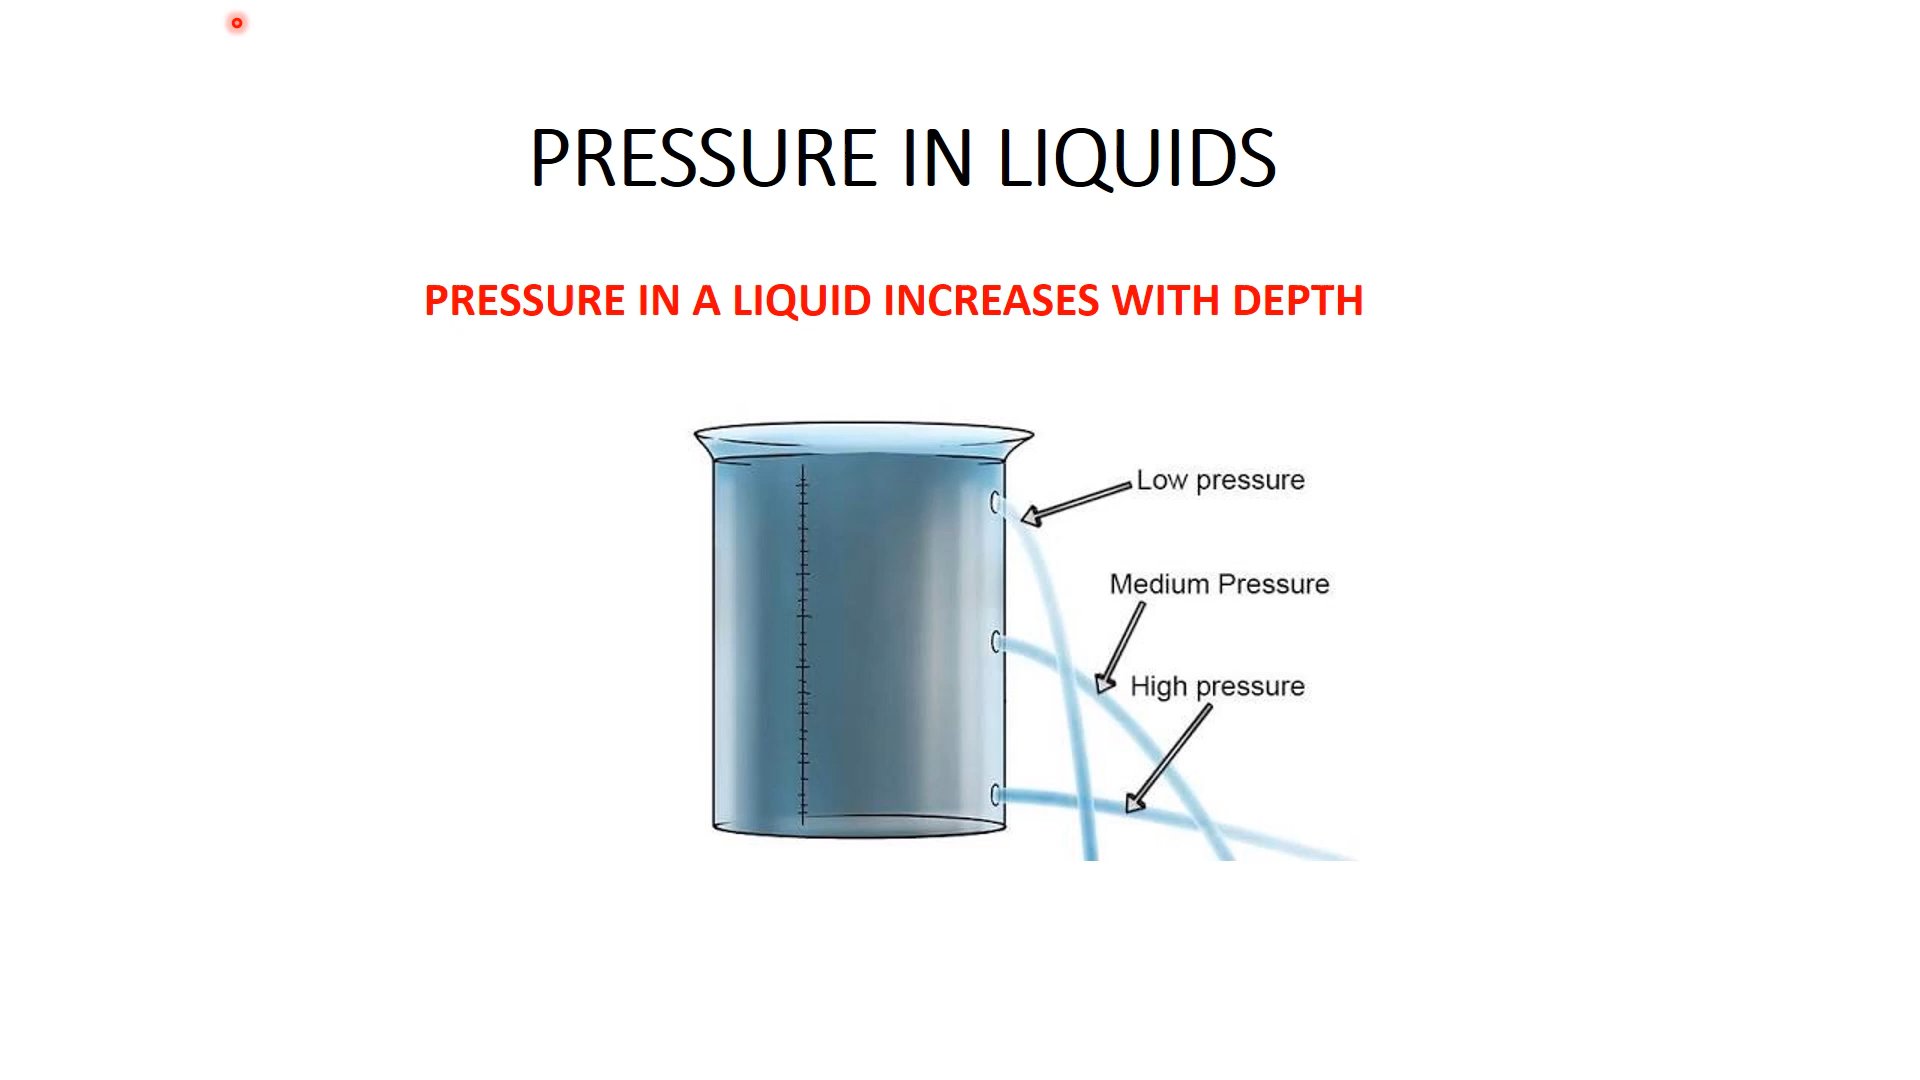 PRESSURE IN LIQUIDS
PRESSURE IN A LIQUID INCREASES WITH DEPTH
Low pressure
Medium Pressure
High pressure